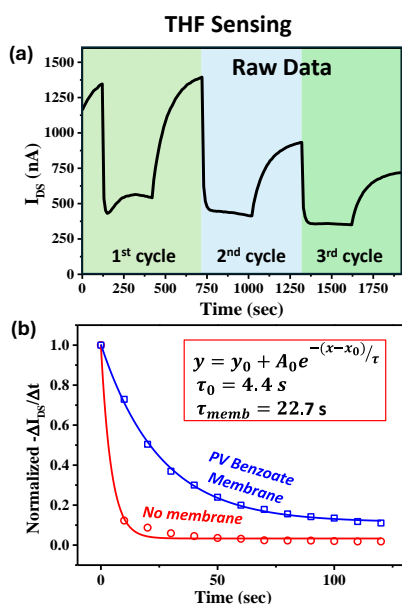 THF Sensing
(a)
Raw Data
1500
1250
1000
750
500
250
0
I_DS (nA)
1st cycle
2nd cycle
3rd cycle
0 250 500 750 1000 1250 1500 1750
Time (sec)
(b)
Normalized -ΔI_DS/Δt
1.0
0.8
0.6
0.4
0.2
0.0
y = y₀ + A₀e^(-(x-x₀)/τ)
τ₀ = 4.4 s
τ_memb = 22.7 s
PV Benzoate
Membrane
No membrane
0 50 100
Time (sec)